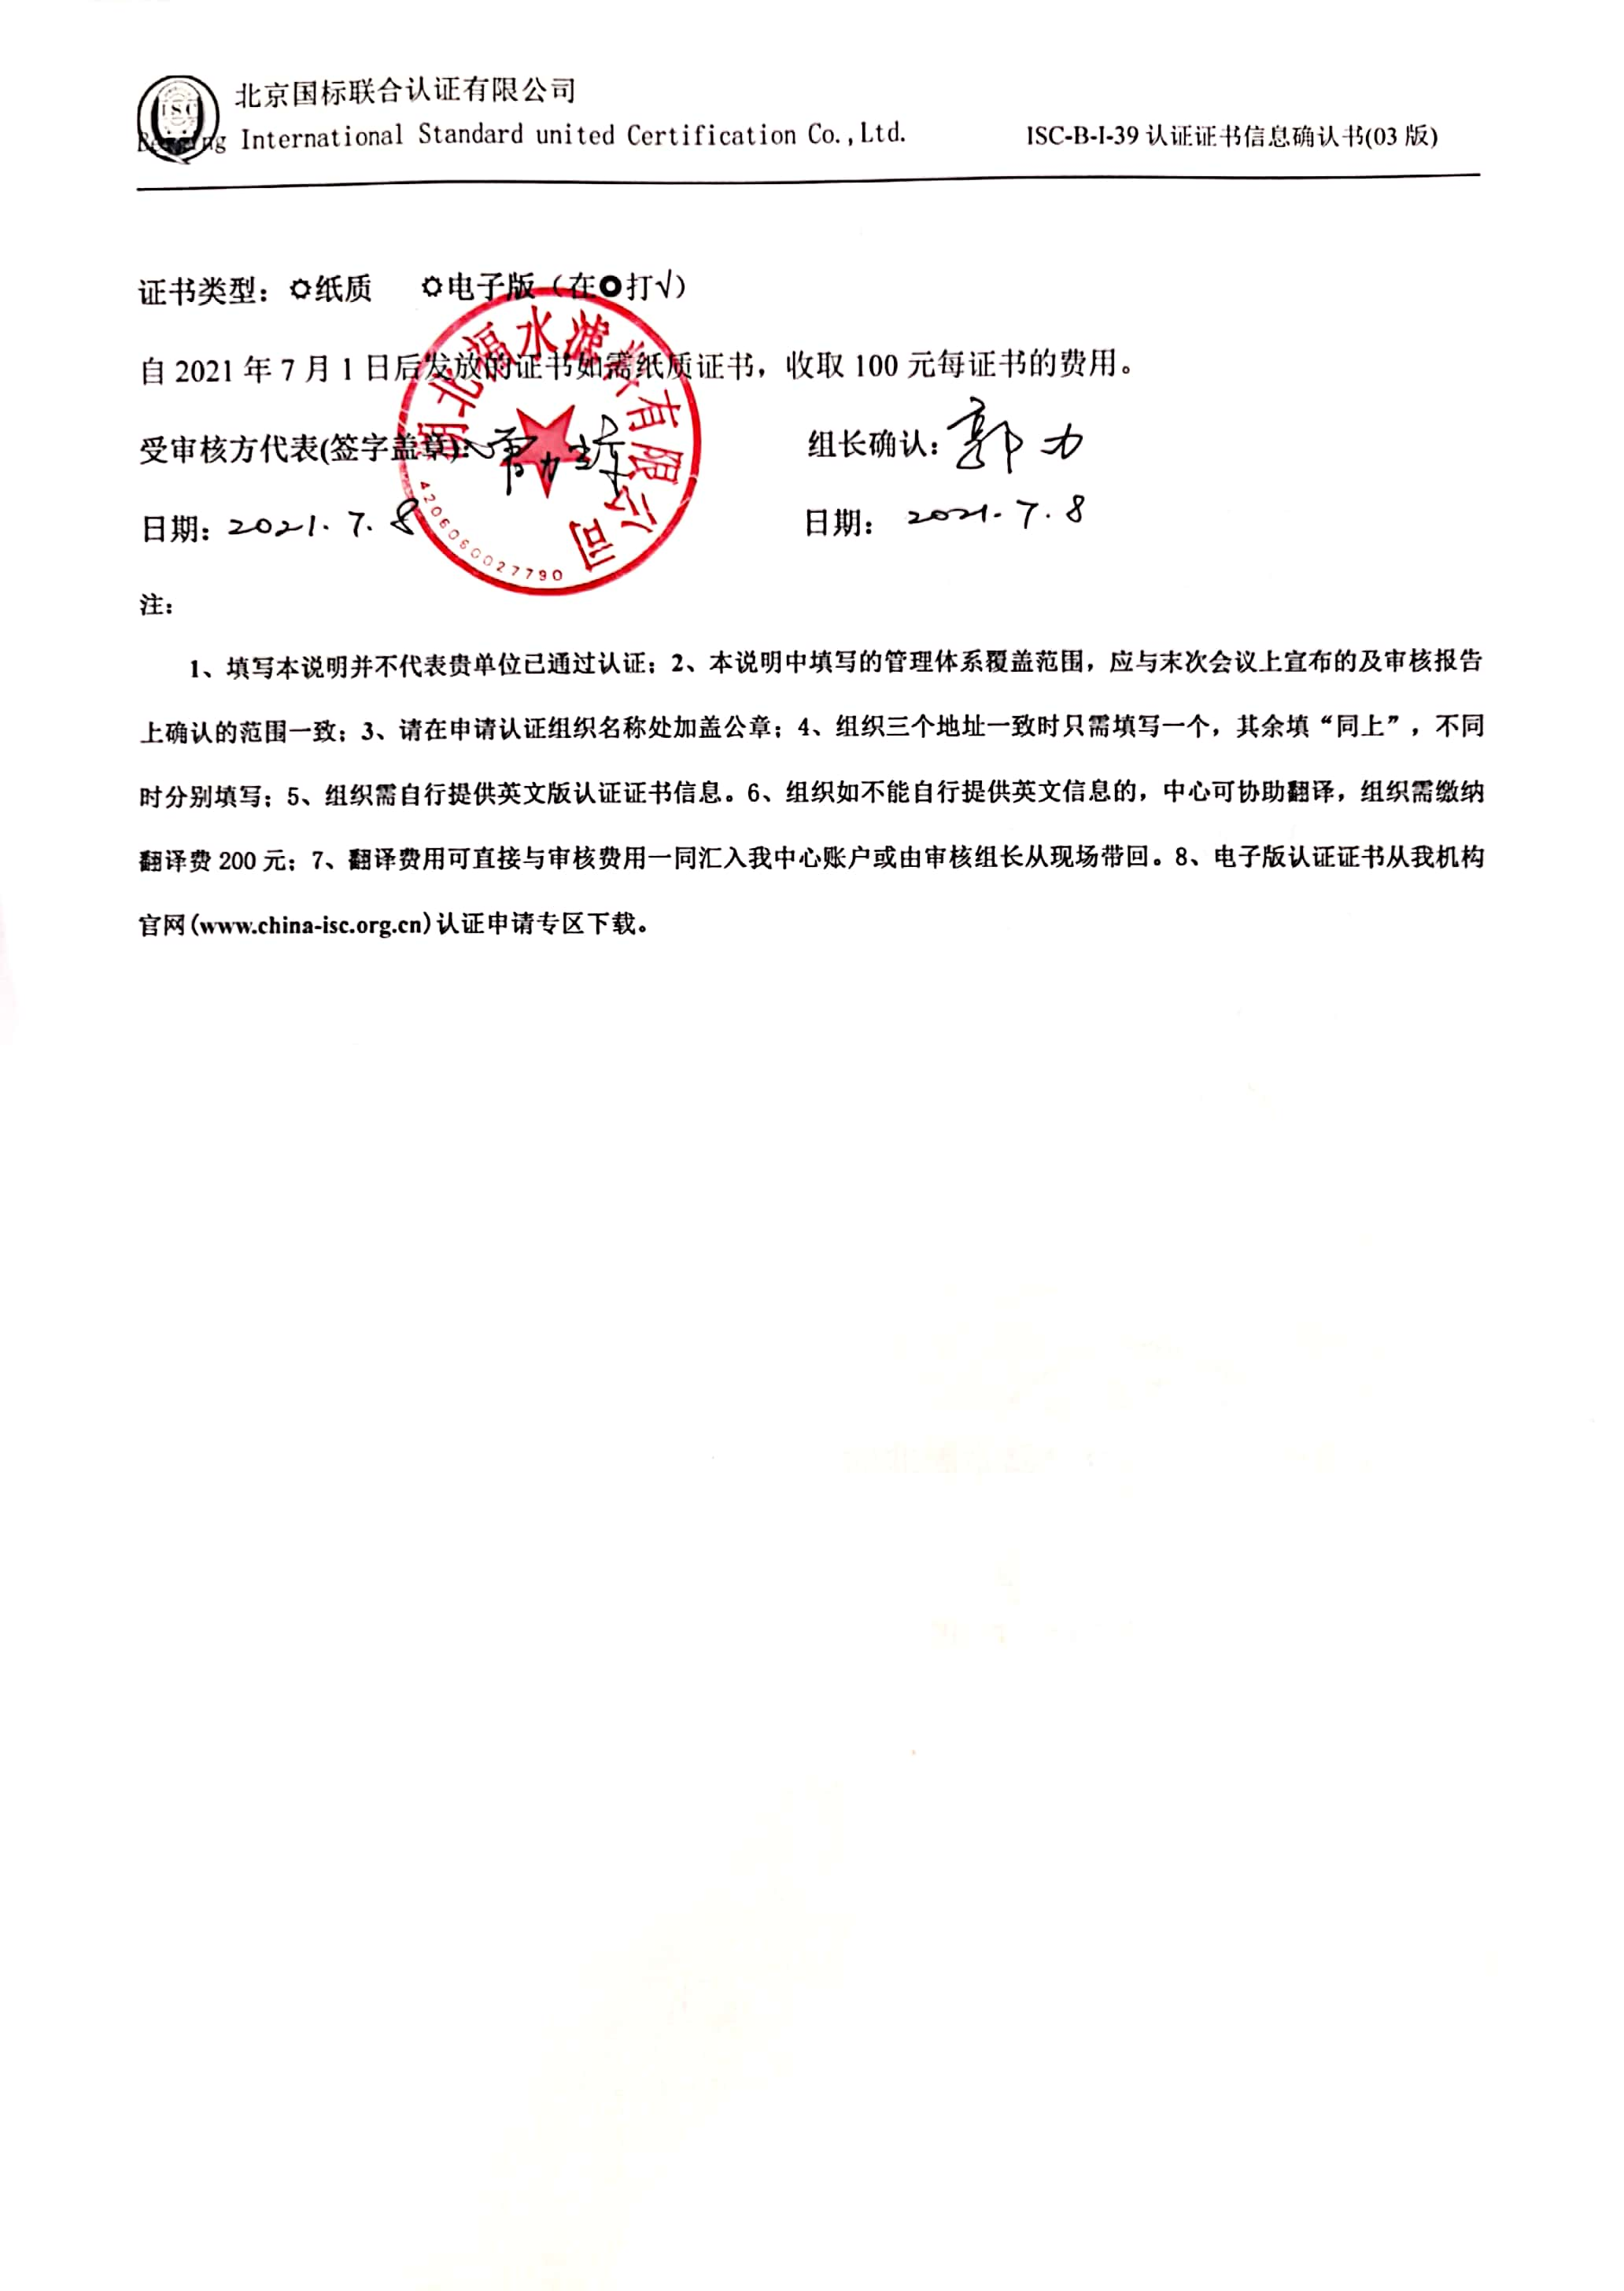 北京国标联合认证有限公司
Beijing International Standard united Certification Co.,Ltd.
ISC-B-I-39 认证证书信息确认书(03 版)
ISC
证书类型：纸质 电子版（在打√）
自 2021 年 7 月 1 日后发放的证书如需纸质证书，收取 100 元每证书的费用。
受审核方代表(签字盖章)：
组长确认：郭力
日期：2021.7.8
日期：2021.7.8
湖北福水滤料有限公司
4206060027790
注：
1、填写本说明并不代表贵单位已通过认证；2、本说明中填写的管理体系覆盖范围，应与末次会议上宣布的及审核报告
上确认的范围一致；3、请在申请认证组织名称处加盖公章；4、组织三个地址一致时只需填写一个，其余填“同上”，不同
时分别填写；5、组织需自行提供英文版认证证书信息。6、组织如不能自行提供英文信息的，中心可协助翻译，组织需缴纳
翻译费 200 元；7、翻译费用可直接与审核费用一同汇入我中心账户或由审核组长从现场带回。8、电子版认证证书从我机构
官网(www.china-isc.org.cn)认证申请专区下载。